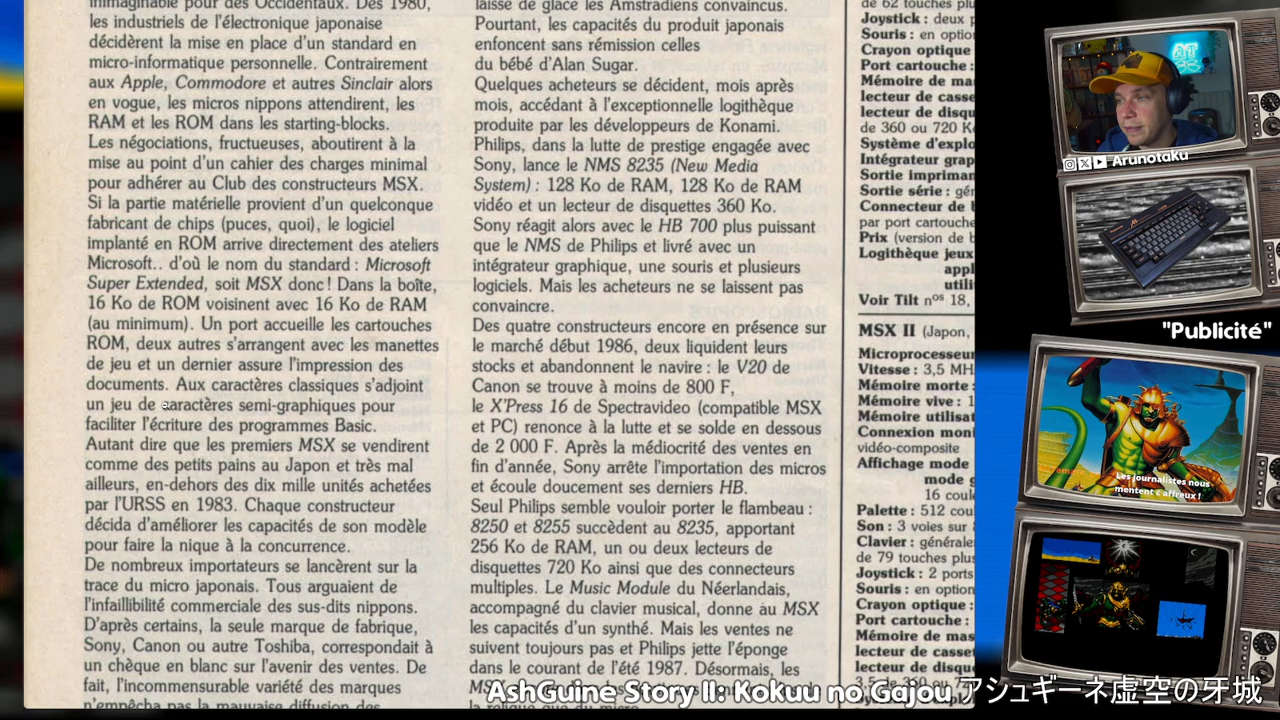 immaginable pour des Occidentaux. Dès 1980,
les industriels de l'électronique japonaise
décidèrent la mise en place d'un standard en
micro-informatique personnelle. Contrairement
aux Apple, Commodore et autres Sinclair alors
en vogue, les micros nippons attendirent, les
RAM et les ROM dans les starting-blocks.
Les négociations, fructueuses, aboutirent à la
mise au point d'un cahier des charges minimal
pour adhérer au Club des constructeurs MSX.
Si la partie matérielle provient d'un quelconque
fabricant de chips (puces, quoi), le logiciel
implanté en ROM arrive directement des ateliers
Microsoft.. d'où le nom du standard : Microsoft
Super Extended, soit MSX donc! Dans la boîte,
16 Ko de ROM voisinent avec 16 Ko de RAM
(au minimum). Un port accueille les cartouches
ROM, deux autres s'arrangent avec les manettes
de jeu et un dernier assure l'impression des
documents. Aux caractères classiques s'adjoint
un jeu de caractères semi-graphiques pour
faciliter l'écriture des programmes Basic.
Autant dire que les premiers MSX se vendirent
comme des petits pains au Japon et très mal
ailleurs, en-dehors des dix mille unités achetées
par l'URSS en 1983. Chaque constructeur
décida d'améliorer les capacités de son modèle
pour faire la nique à la concurrence.
De nombreux importateurs se lancèrent sur la
trace du micro japonais. Tous arguaient de
l'infaillibilité commerciale des sus-dits nippons.
D'après certains, la seule marque de fabrique,
Sony, Canon ou autre Toshiba, correspondait à
un chèque en blanc sur l'avenir des ventes. De
fait, l'incommensurable variété des marques
n'empêcha pas la mauvaise diffusion des
laisse de glace les Amstradiens convaincus.
Pourtant, les capacités du produit japonais
enfoncent sans rémission celles
du bébé d'Alan Sugar.
Quelques acheteurs se décident, mois après
mois, accédant à l'exceptionnelle logithèque
produite par les développeurs de Konami.
Philips, dans la lutte de prestige engagée avec
Sony, lance le NMS 8235 (New Media
System) : 128 Ko de RAM, 128 Ko de RAM
vidéo et un lecteur de disquettes 360 Ko.
Sony réagit alors avec le HB 700 plus puissant
que le NMS de Philips et livré avec un
intégrateur graphique, une souris et plusieurs
logiciels. Mais les acheteurs ne se laissent pas
convaincre.
Des quatre constructeurs encore en présence sur
le marché début 1986, deux liquident leurs
stocks et abandonnent le navire : le V20 de
Canon se trouve à moins de 800 F,
le X'Press 16 de Spectravideo (compatible MSX
et PC) renonce à la lutte et se solde en dessous
de 2 000 F. Après la médiocrité des ventes en
fin d'année, Sony arrête l'importation des micros
et écoule doucement ses derniers HB.
Seul Philips semble vouloir porter le flambeau :
8250 et 8255 succèdent au 8235, apportant
256 Ko de RAM, un ou deux lecteurs de
disquettes 720 Ko ainsi que des connecteurs
multiples. Le Music Module du Néerlandais,
accompagné du clavier musical, donne au MSX
les capacités d'un synthé. Mais les ventes ne
suivent toujours pas et Philips jette l'éponge
dans le courant de l'été 1987. Désormais, les
de 62 touches plu
Joystick : deux p
Souris : en option
Crayon optique
Port cartouche :
Mémoire de ma
lecteur de casse
lecteur de disqu
de 360 ou 720 K
Système d'explo
Intégrateur grap
Sortie impriman
Sortie série : gé
Connecteur de b
par port cartouche
Prix (version de b
Logithèque jeux
appl
utili
Voir Tilt nos 18,
MSX II (Japon,
Microprocesseur
Vitesse : 3,5 MH
Mémoire morte :
Mémoire vive : 1
Mémoire utilisat
Connexion moni
vidéo-composite
Affichage mode
mode g
16 coule
Palette : 512 cou
Son : 3 voies sur
Clavier : générale
de 79 touches plus
Joystick : 2 ports
Souris : en option
Crayon optique :
Port cartouche :
Mémoire de mas
lecteur de casset
lecteur de disqu
Arunotaku
"Publicité"
Les journalistes nous
mentent c'affreux !
AshGuine Story II: Kokuu no Gajou アシュギーネ虚空の牙城